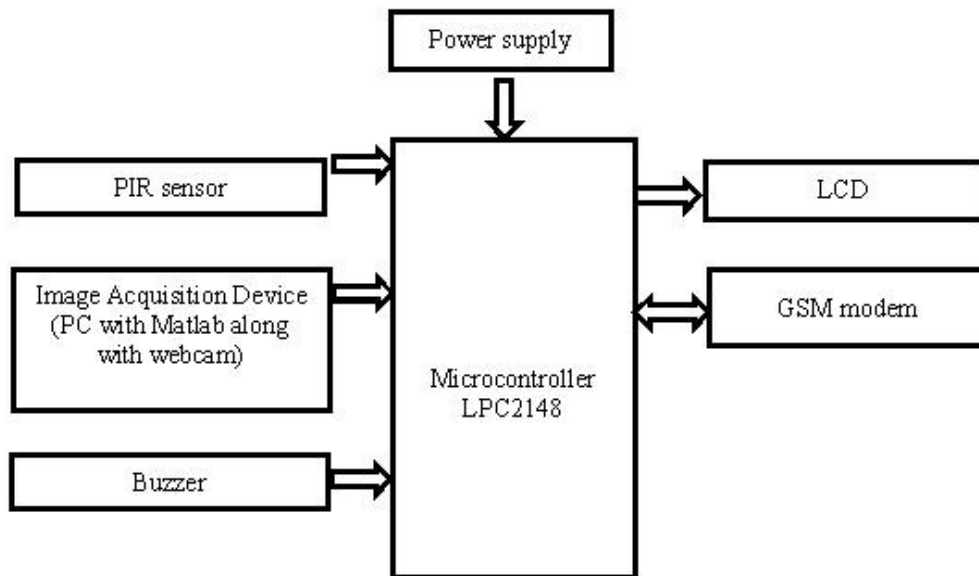 Power supply
PIR sensor
LCD
Image Acquisition Device
(PC with Matlab along
with webcam)
GSM modem
Microcontroller
LPC2148
Buzzer